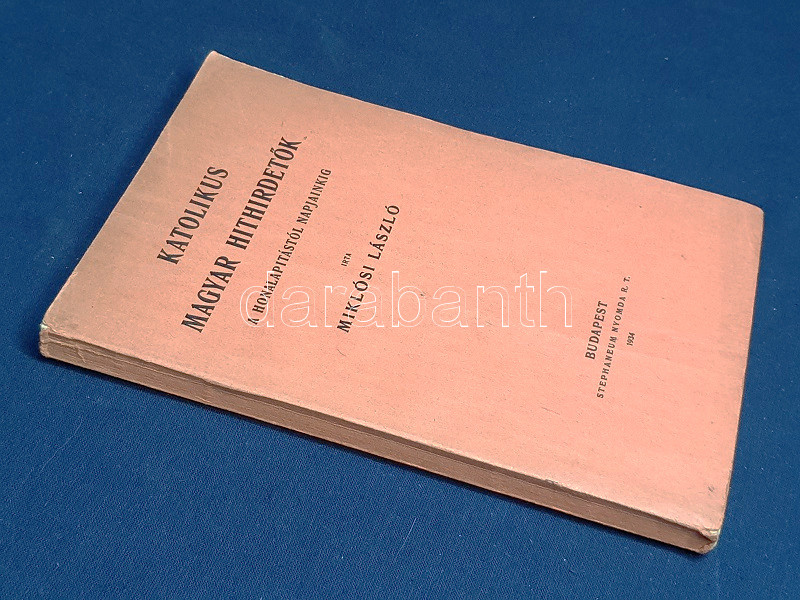 KATOLIKUS
MAGYAR HITHIRDETŐK
A HONALAPITÁSTÓL NAPJAINKIG
IRTA
MIKLÓSI LÁSZLÓ
darabanth
BUDAPEST
STEPHANEUM NYOMDA R. T.
1934